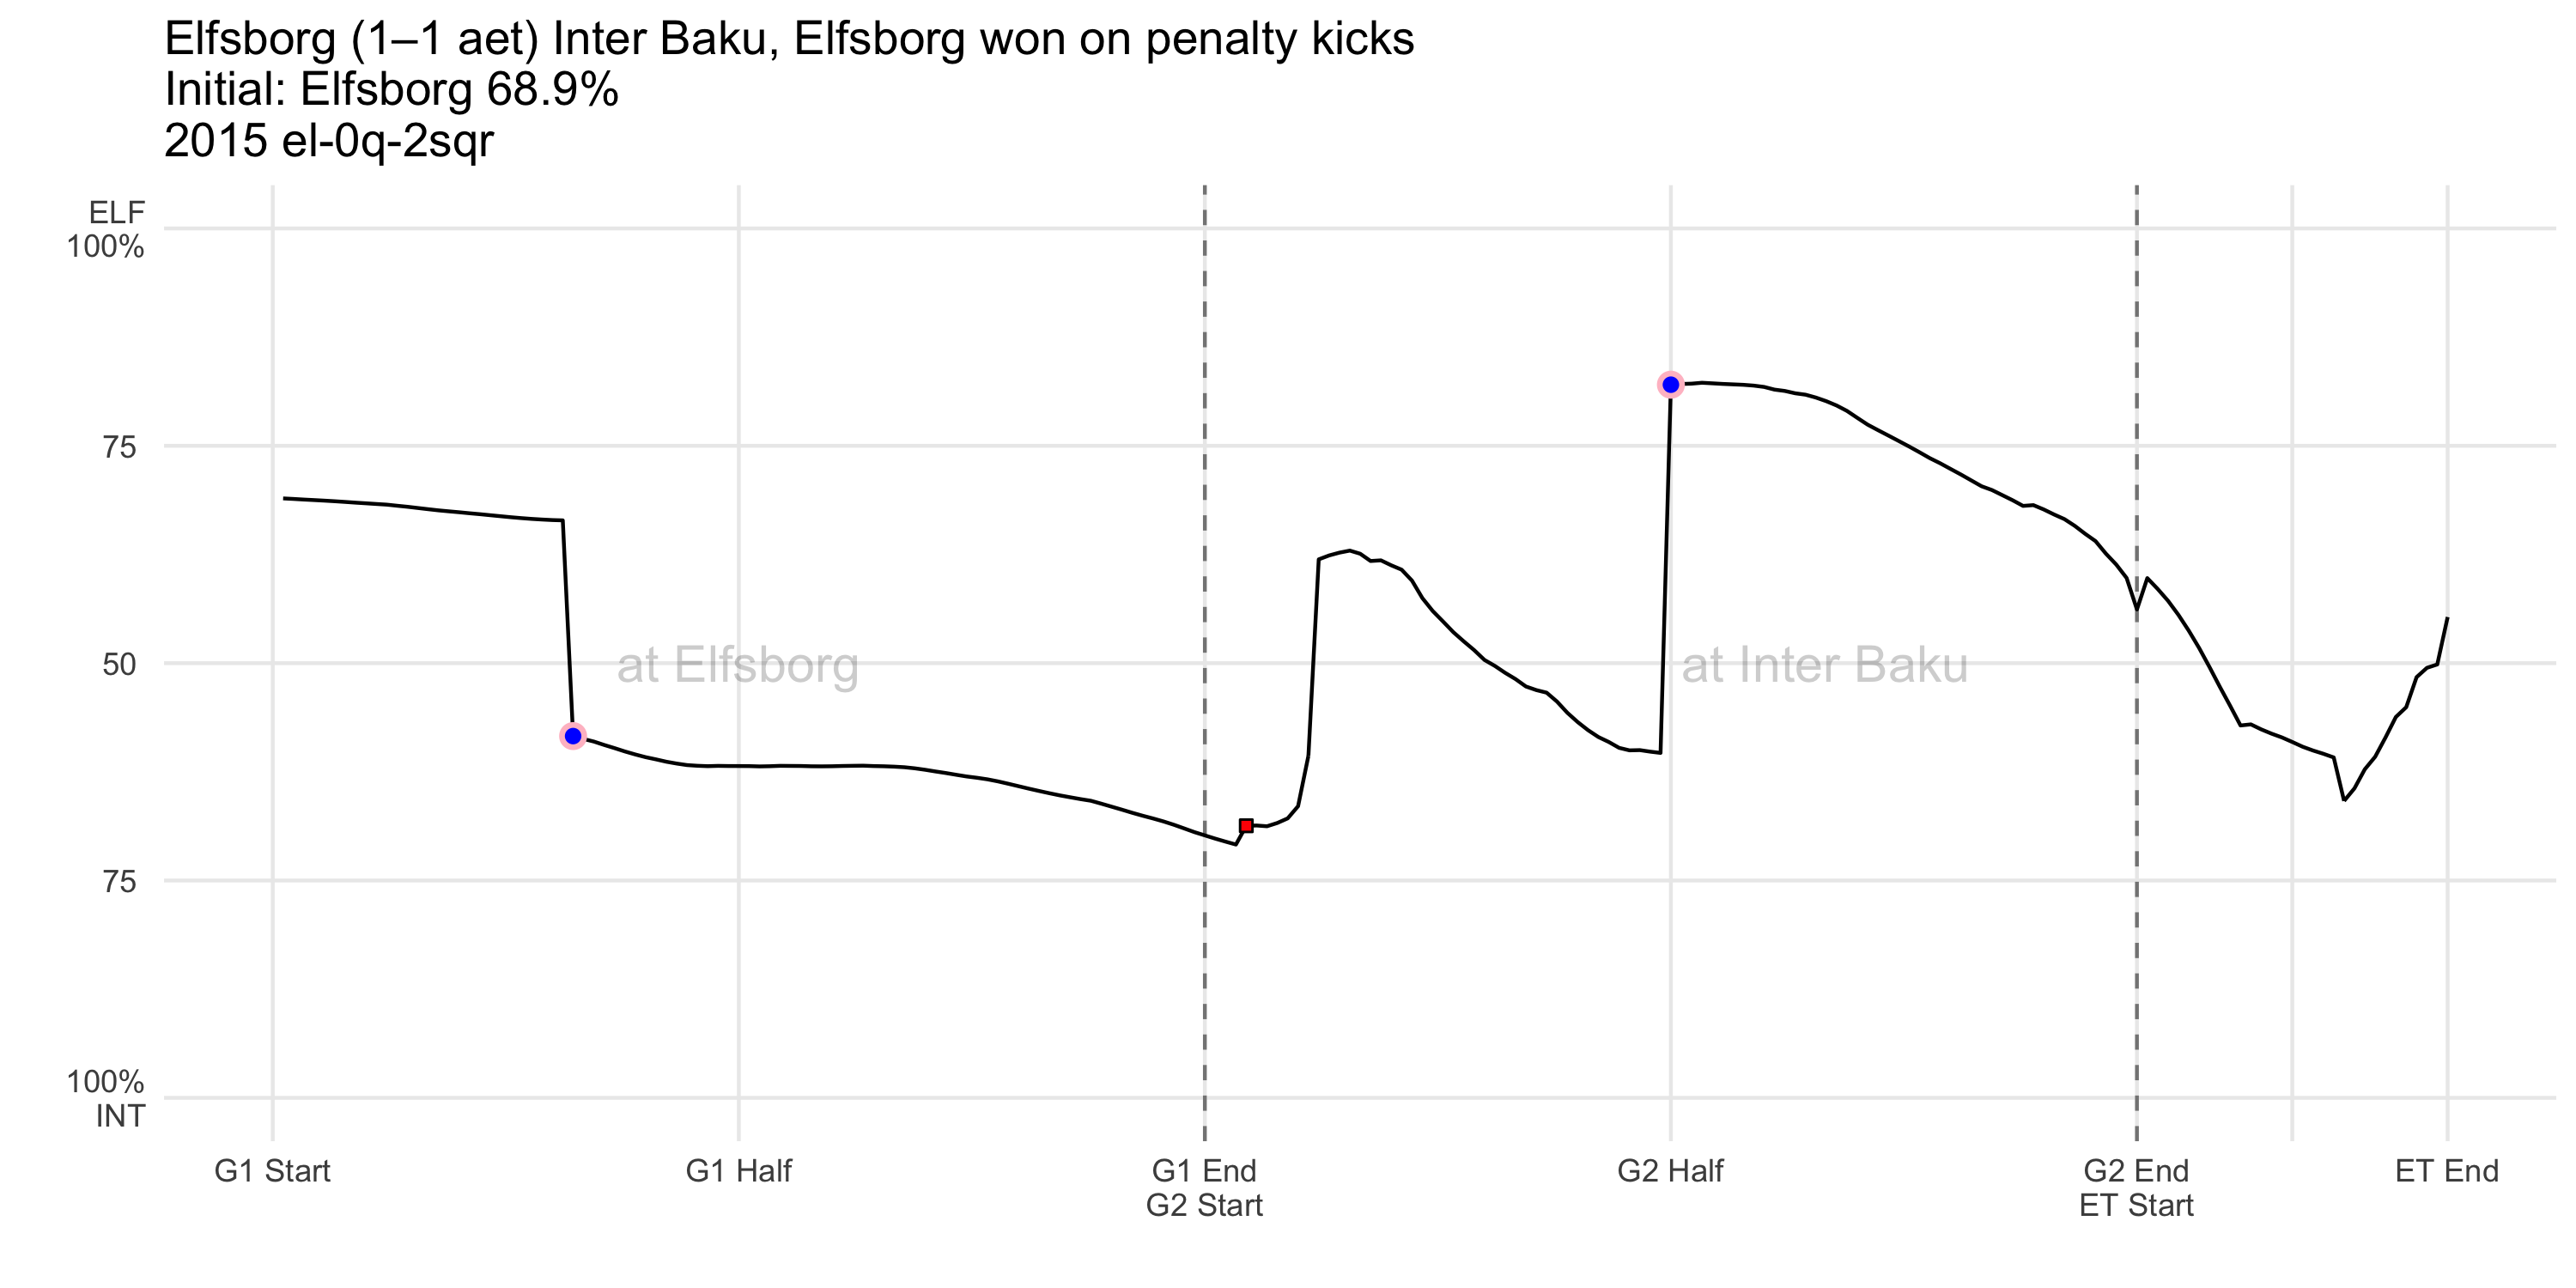 Elfsborg (1–1 aet) Inter Baku, Elfsborg won on penalty kicks
Initial: Elfsborg 68.9%
2015 el-0q-2sqr
ELF
100%
75
50
75
100%
INT
at Elfsborg
at Inter Baku
G1 Start
G1 Half
G1 End
G2 Start
G2 Half
G2 End
ET Start
ET End